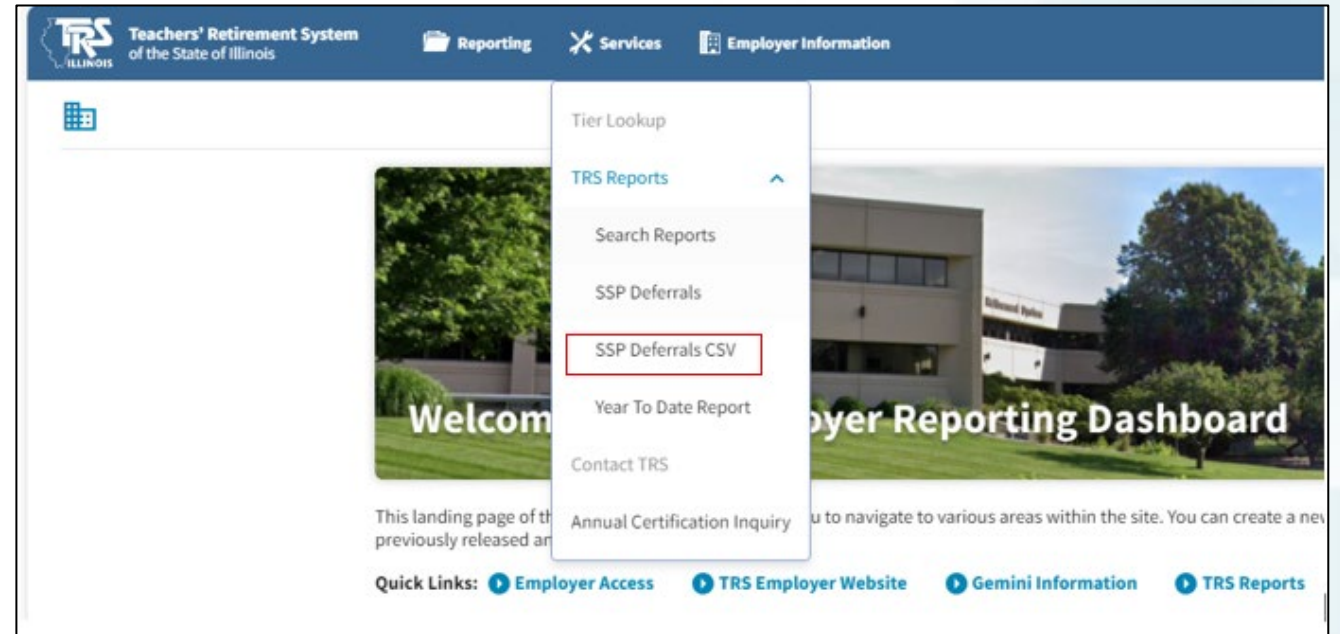 TRS
ILLINOIS
Teachers' Retirement System
of the State of Illinois
Reporting
Services
Employer Information
Tier Lookup
TRS Reports
Search Reports
SSP Deferrals
SSP Deferrals CSV
Year To Date Report
Contact TRS
Annual Certification Inquiry
Welcom
oyer Reporting Dashboard
This landing page of th
u to navigate to various areas within the site. You can create a new
previously released an
Quick Links: Employer Access TRS Employer Website Gemini Information TRS Reports